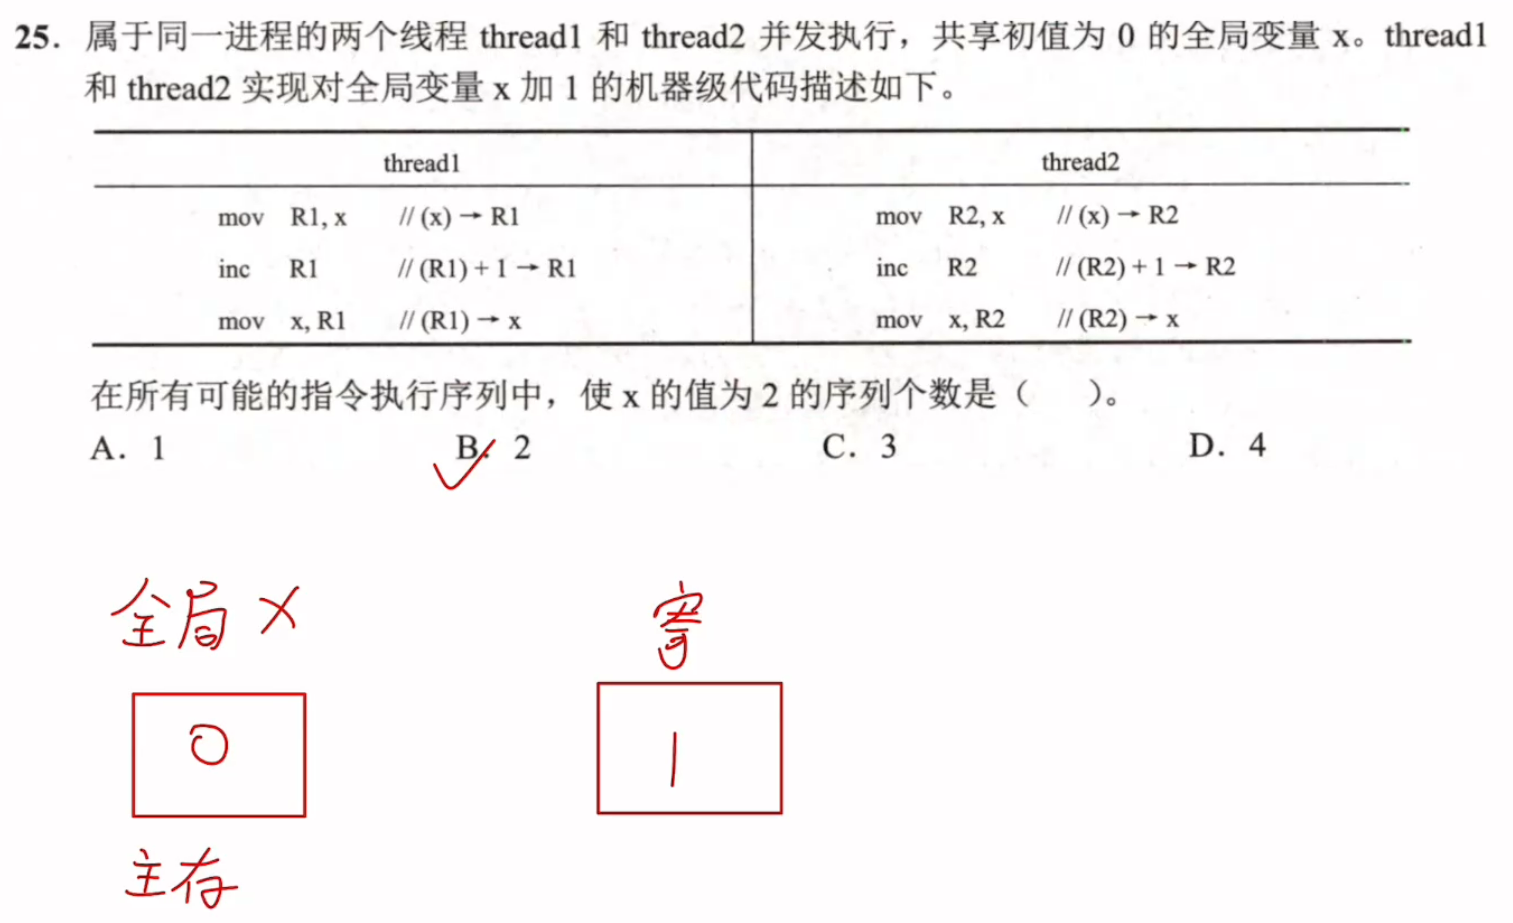 25. 属于同一进程的两个线程 thread1 和 thread2 并发执行，共享初值为 0 的全局变量 x。thread1
和 thread2 实现对全局变量 x 加 1 的机器级代码描述如下。
thread1 thread2
mov R1, x //(x)→R1 mov R2, x //(x)→R2
inc R1 //(R1)+1→R1 inc R2 //(R2)+1→R2
mov x, R1 //(R1)→x mov x, R2 //(R2)→x
在所有可能的指令执行序列中，使 x 的值为 2 的序列个数是（ ）。
A. 1 B. 2 C. 3 D. 4
全局 x
0 1
主存